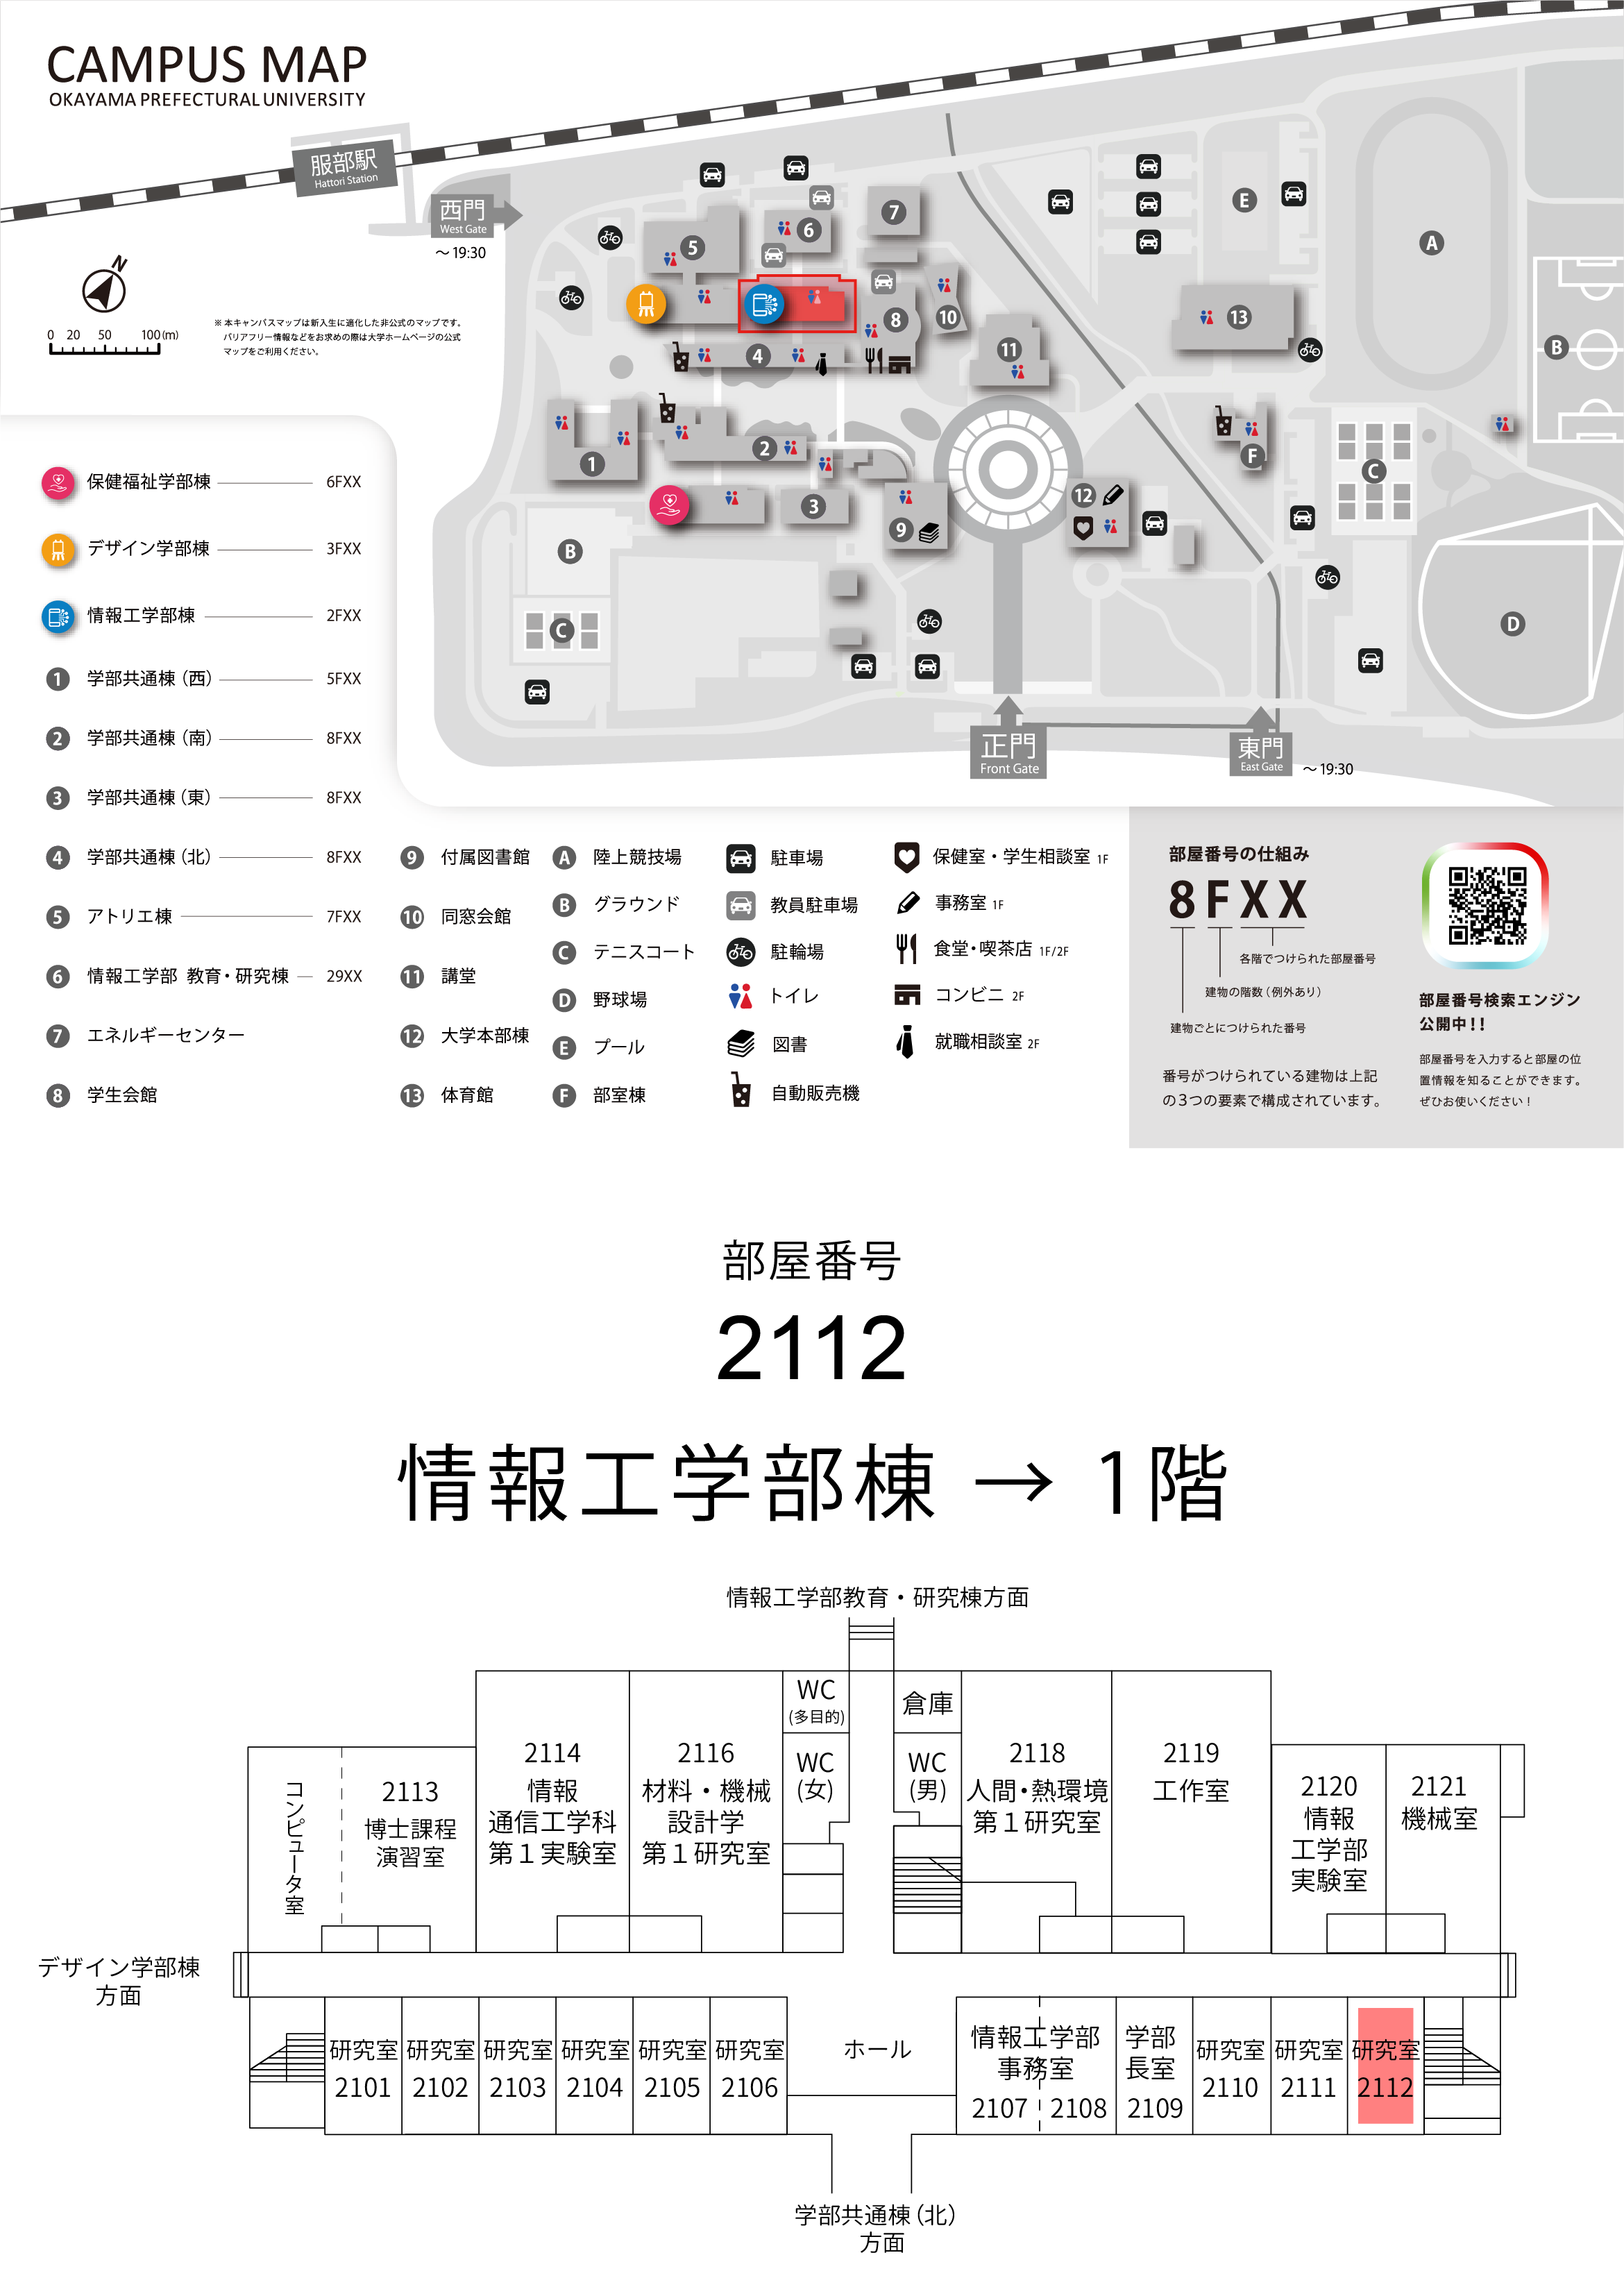 CAMPUS MAP
OKAYAMA PREFECTURAL UNIVERSITY
服部駅
Hattori Station
西門
West Gate
〜19:30
N
0 20 50 100(m)
※本キャンパスマップは新入生に適化した非公式のマップです。
バリアフリー情報などをお求めの際は大学ホームページの公式
マップをご利用ください。
7
6
5
E
A
8
10
13
11
4
B
1
2
F
C
3
9
12
B
C
D
正門
Front Gate
東門
East Gate
〜19:30
保健福祉学部棟 6FXX
デザイン学部棟 3FXX
情報工学部棟 2FXX
1 学部共通棟(西) 5FXX
2 学部共通棟(南) 8FXX
3 学部共通棟(東) 8FXX
4 学部共通棟(北) 8FXX
5 アトリエ棟 7FXX
6 情報工学部 教育・研究棟 29XX
7 エネルギーセンター
8 学生会館
9 付属図書館
10 同窓会館
11 講堂
12 大学本部棟
13 体育館
A 陸上競技場
B グラウンド
C テニスコート
D 野球場
E プール
F 部室棟
駐車場
教員駐車場
駐輪場
トイレ
図書
自動販売機
保健室・学生相談室 1F
事務室 1F
食堂・喫茶店 1F/2F
コンビニ 2F
就職相談室 2F
部屋番号の仕組み
8FXX
各階でつけられた部屋番号
建物の階数(例外あり)
建物ごとにつけられた番号
番号がつけられている建物は上記
の3つの要素で構成されています。
部屋番号検索エンジン
公開中!!
部屋番号を入力すると部屋の位
置情報を知ることができます。
ぜひお使いください!
部屋番号
2112
情報工学部棟→1階
情報工学部教育・研究棟方面
コンピュータ室
2113
博士課程
演習室
2114
情報
通信工学科
第1実験室
2116
材料・機械
設計学
第1研究室
WC
(多目的)
WC
(女)
倉庫
WC
(男)
2118
人間・熱環境
第1研究室
2119
工作室
2120
情報
工学部
実験室
2121
機械室
デザイン学部棟
方面
研究室
2101
研究室
2102
研究室
2103
研究室
2104
研究室
2105
研究室
2106
ホール
情報工学部
事務室
2107 2108
学部
長室
2109
研究室
2110
研究室
2111
研究室
2112
学部共通棟(北)
方面